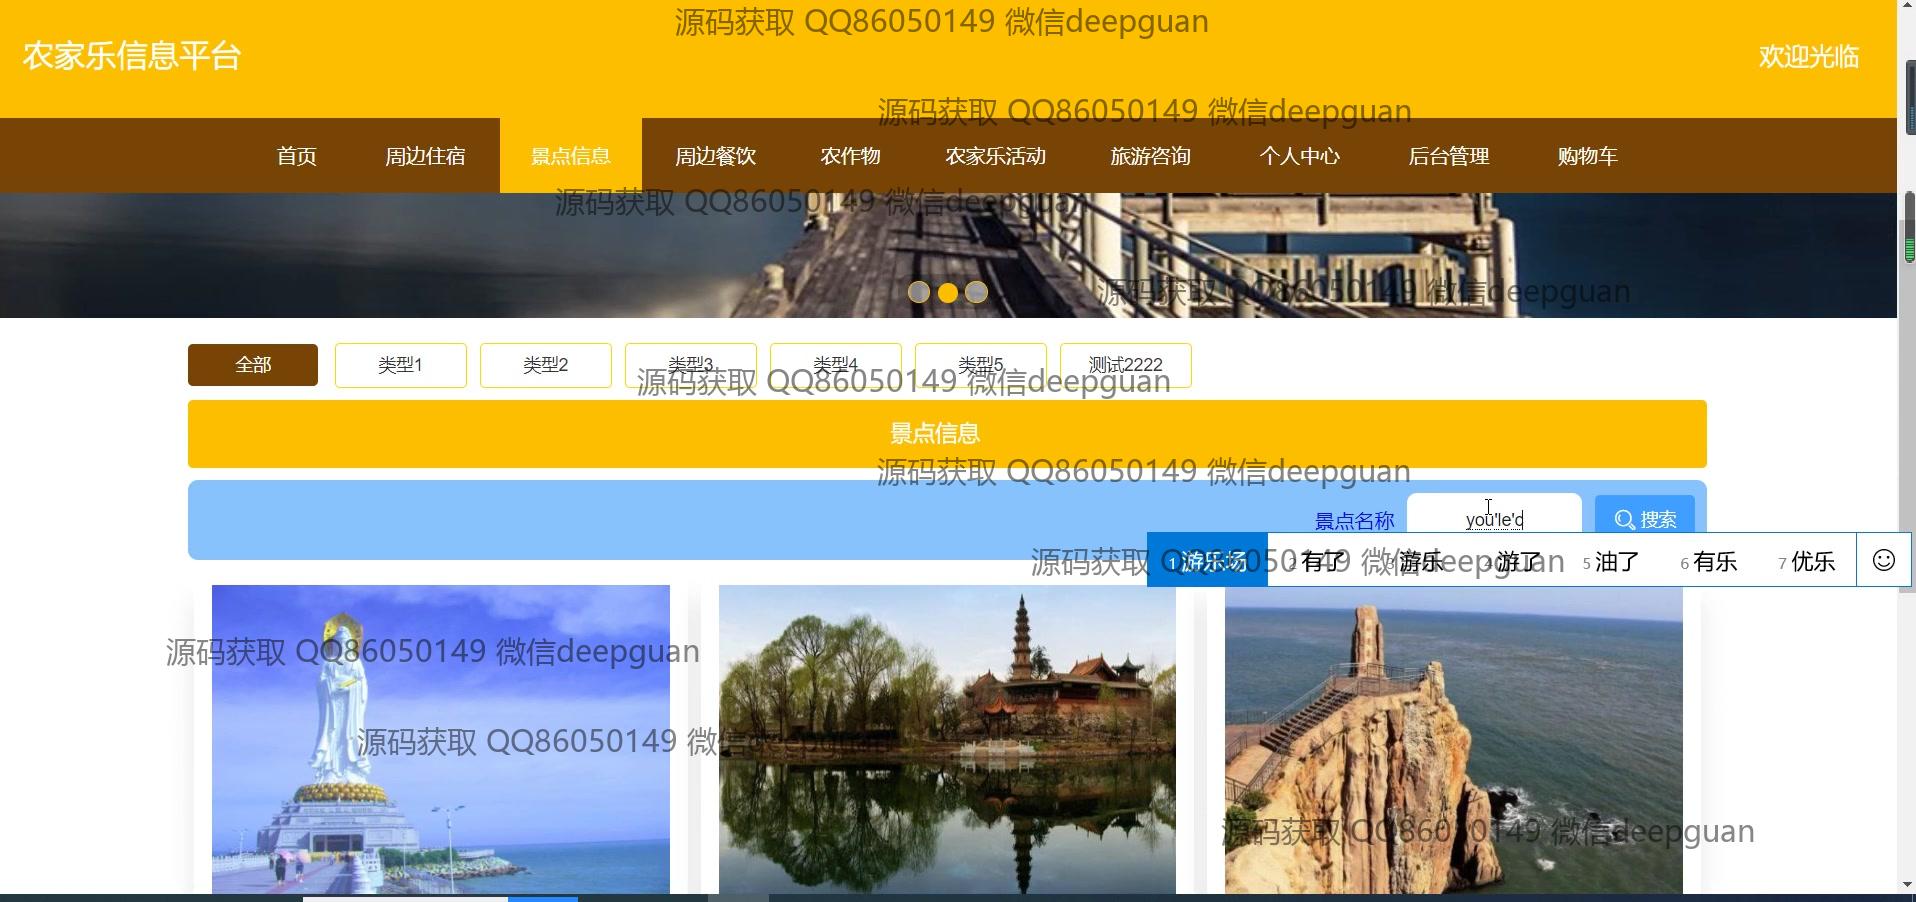 源码获取 QQ86050149 微信deepguan
农家乐信息平台
欢迎光临
源码获取 QQ86050149 微信deepguan
首页 周边住宿 景点信息 周边餐饮 农作物 农家乐活动 旅游咨询 个人中心 后台管理 购物车
源码获取 QQ86050149 微信deepguan
源码获取 QQ86050149 微信deepguan
全部 类型1 类型2 类型3 类型4 类型5 测试2222
源码获取 QQ86050149 微信deepguan
景点信息
源码获取 QQ86050149 微信deepguan
景点名称 you'le'c 搜索
1 游乐场 2 有了 3 游乐 4 游了 5 油了 6 有乐 7 优乐
源码获取 QQ86050149 微信deepguan
源码获取 QQ86050149 微信deepguan
源码获取 QQ86050149 微信deepguan
源码获取 QQ86050149 微信deepguan